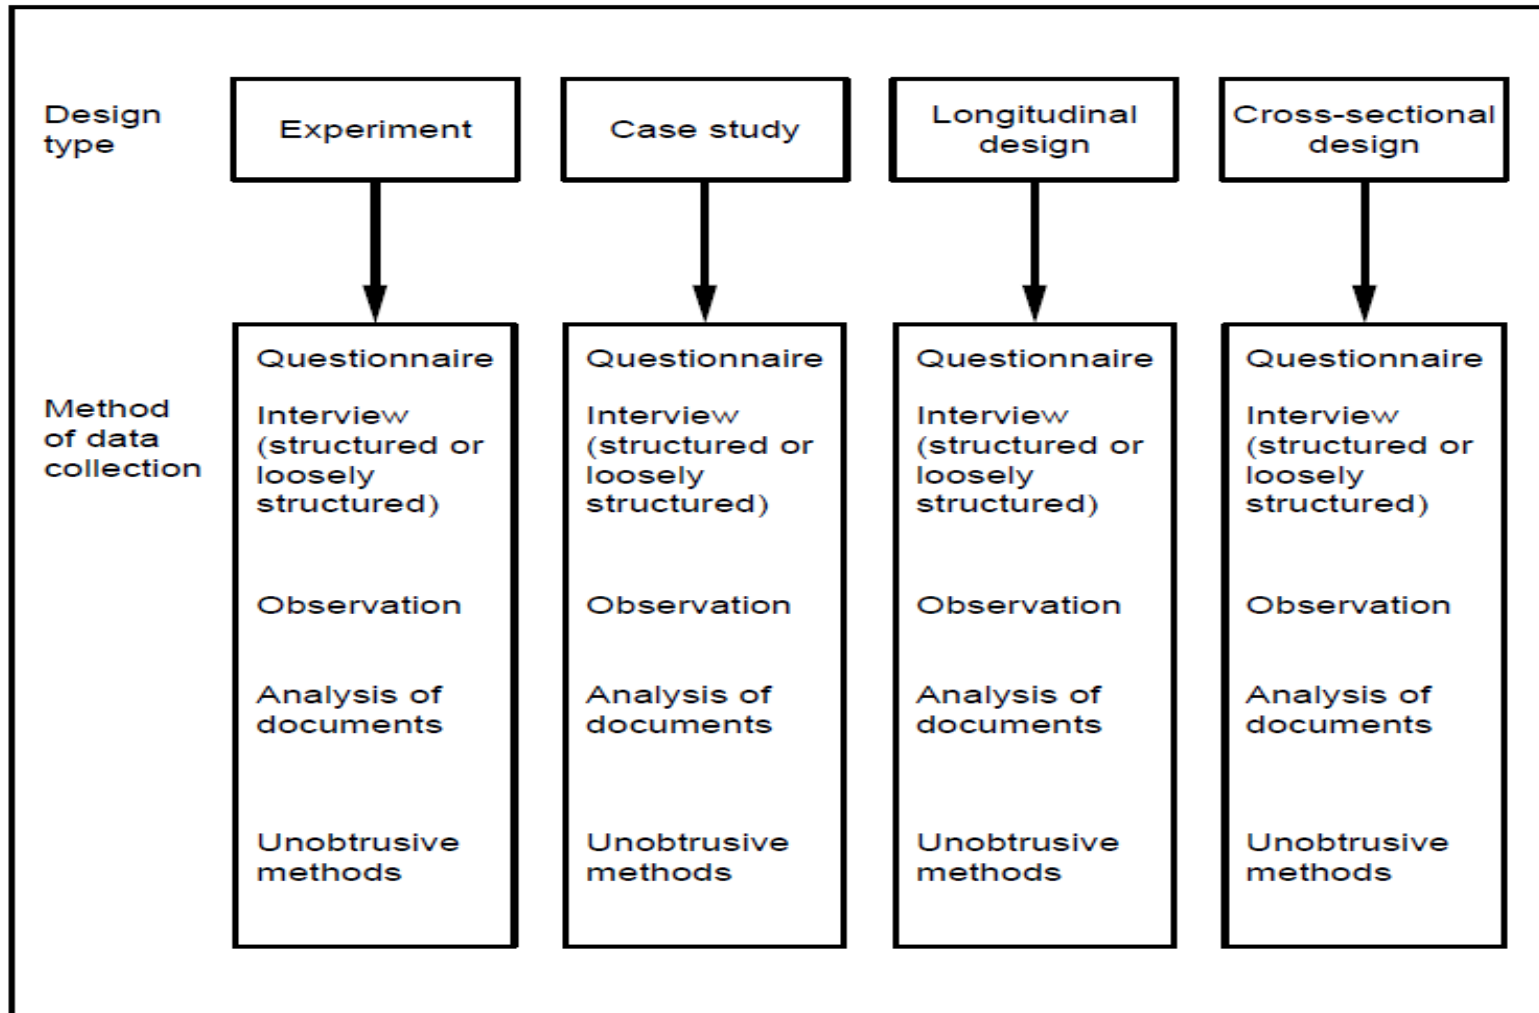 Design
type
Experiment
Case study
Longitudinal
design
Cross-sectional
design
Method
of data
collection
Questionnaire
Interview
(structured or
loosely
structured)
Observation
Analysis of
documents
Unobtrusive
methods
Questionnaire
Interview
(structured or
loosely
structured)
Observation
Analysis of
documents
Unobtrusive
methods
Questionnaire
Interview
(structured or
loosely
structured)
Observation
Analysis of
documents
Unobtrusive
methods
Questionnaire
Interview
(structured or
loosely
structured)
Observation
Analysis of
documents
Unobtrusive
methods